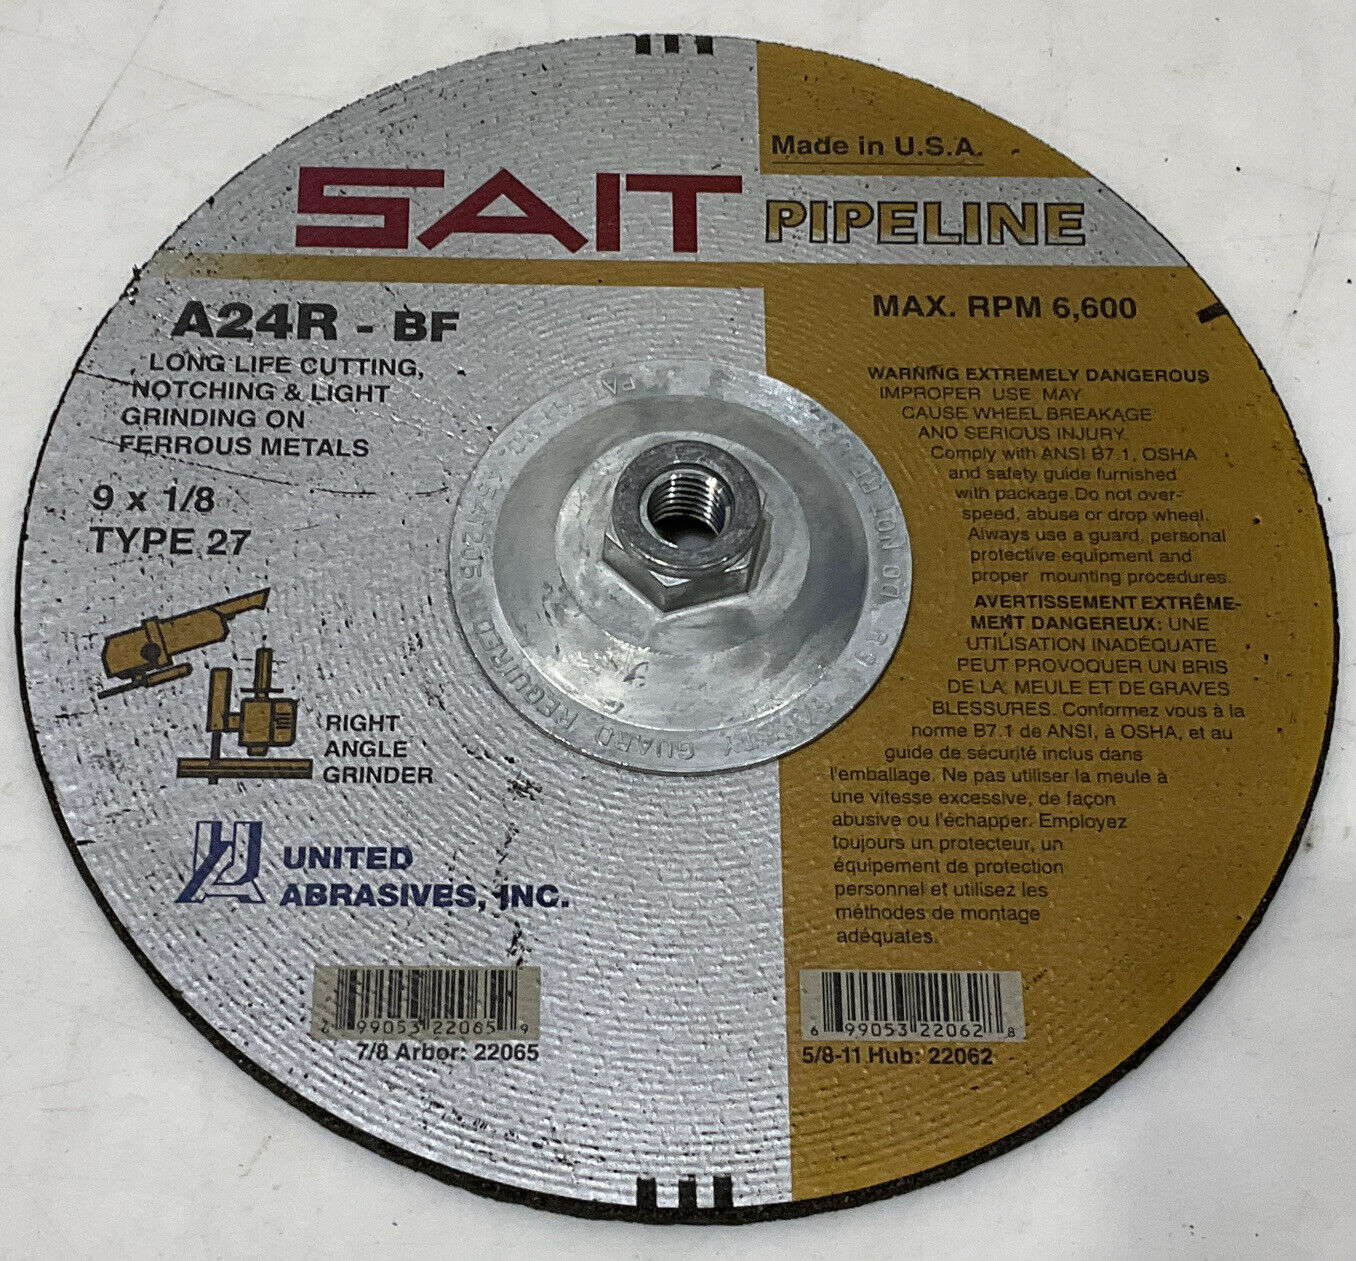 Made in U.S.A.
SAIT
PIPELINE
A24R - BF
LONG LIFE CUTTING,
NOTCHING & LIGHT
GRINDING ON
FERROUS METALS
9 x 1/8
TYPE 27
RIGHT
ANGLE
GRINDER
UNITED
ABRASIVES, INC.
99053 22065 9
7/8 Arbor: 22065
MAX. RPM 6,600
WARNING EXTREMELY DANGEROUS
IMPROPER USE MAY
CAUSE WHEEL BREAKAGE
AND SERIOUS INJURY.
Comply with ANSI B7.1, OSHA
and safety guide furnished
with package. Do not over-
speed, abuse or drop wheel.
Always use a guard, personal
protective equipment and
proper mounting procedures.
AVERTISSEMENT EXTRÊME-
MENT DANGEREUX: UNE
UTILISATION INADÉQUATE
PEUT PROVOQUER UN BRIS
DE LA MEULE ET DE GRAVES
BLESSURES. Conformez vous à la
norme B7.1 de ANSI, à OSHA, et au
guide de sécurité inclus dans
l'emballage. Ne pas utiliser la meule à
une vitesse excessive, de façon
abusive ou l'échapper. Employez
toujours un protecteur, un
équipement de protection
personnel et utilisez les
méthodes de montage
adéquates.
6 99053 22062 8
5/8-11 Hub: 22062
GUARD REQUIRED